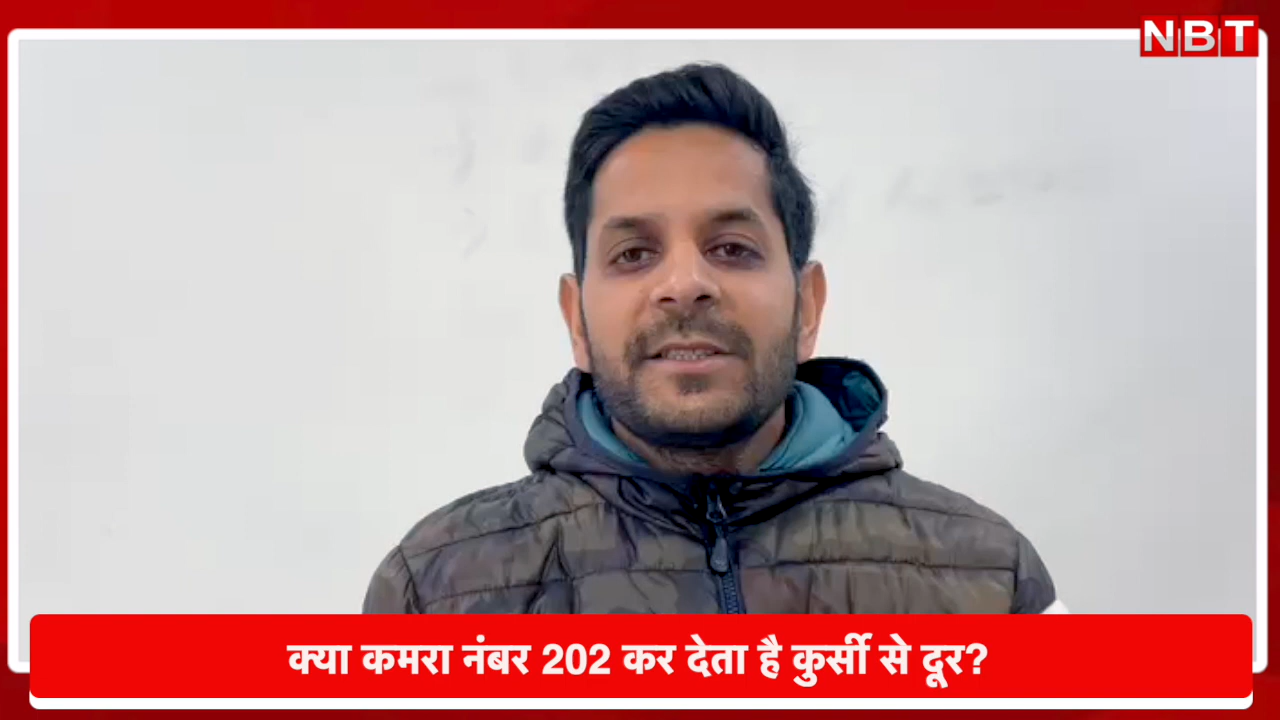 NBT
क्या कमरा नंबर 202 कर देता है कुर्सी से दूर?